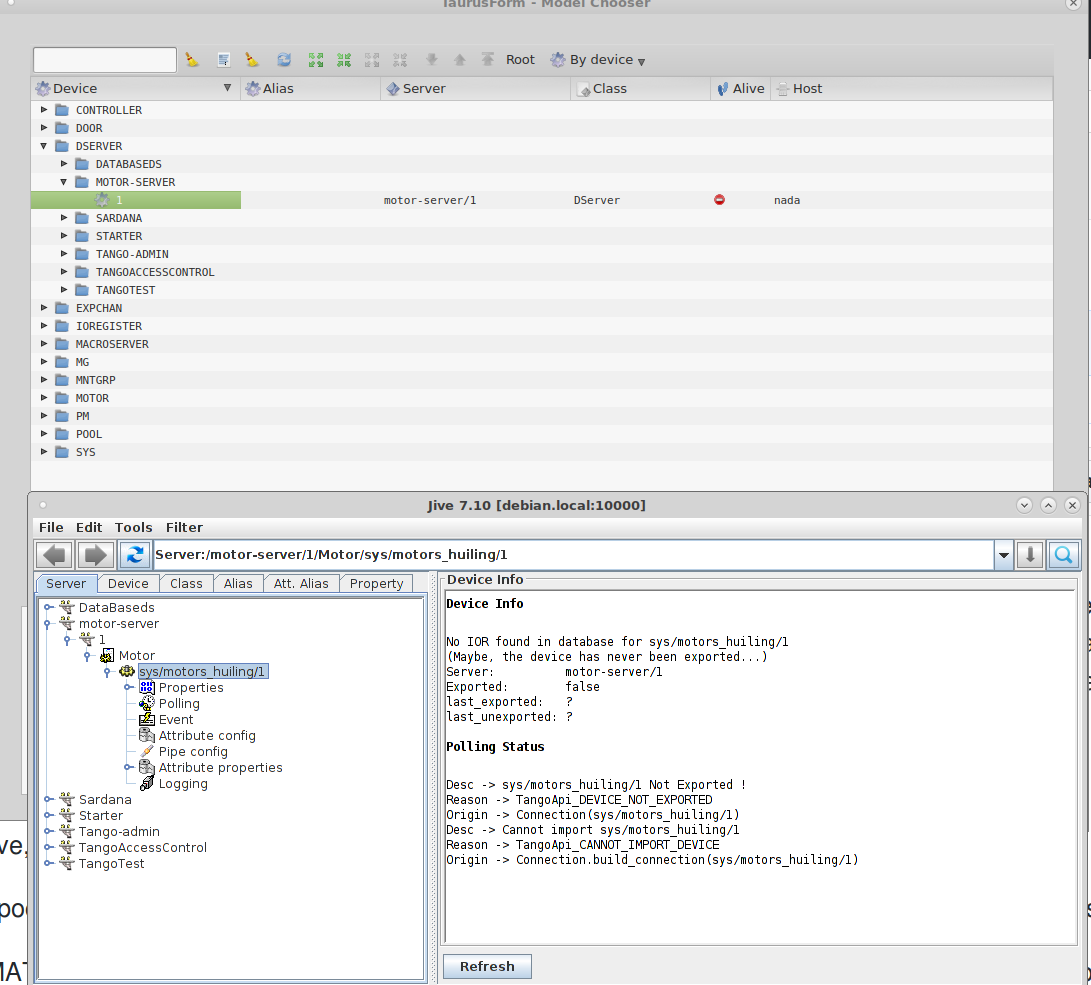 TaurusForm - Model Chooser
Root By device
Device Alias Server Class Alive Host
CONTROLLER
DOOR
DSERVER
DATABASEDS
MOTOR-SERVER
1 motor-server/1 DServer nada
SARDANA
STARTER
TANGO-ADMIN
TANGOACCESSCONTROL
TANGOTEST
EXPCHAN
IOREGISTER
MACROSERVER
MG
MNTGRP
MOTOR
PM
POOL
SYS
Jive 7.10 [debian.local:10000]
File Edit Tools Filter
Server:/motor-server/1/Motor/sys/motors_huiling/1
Server Device Class Alias Att. Alias Property
DataBaseds
motor-server
1
Motor
sys/motors_huiling/1
Properties
Polling
Event
Attribute config
Pipe config
Attribute properties
Logging
Sardana
Starter
Tango-admin
TangoAccessControl
TangoTest
Device Info
Device Info
No IOR found in database for sys/motors_huiling/1
(Maybe, the device has never been exported...)
Server: motor-server/1
Exported: false
last_exported: ?
last_unexported: ?
Polling Status
Desc -> sys/motors_huiling/1 Not Exported !
Reason -> TangoApi_DEVICE_NOT_EXPORTED
Origin -> Connection(sys/motors_huiling/1)
Desc -> Cannot import sys/motors_huiling/1
Reason -> TangoApi_CANNOT_IMPORT_DEVICE
Origin -> Connection.build_connection(sys/motors_huiling/1)
Refresh